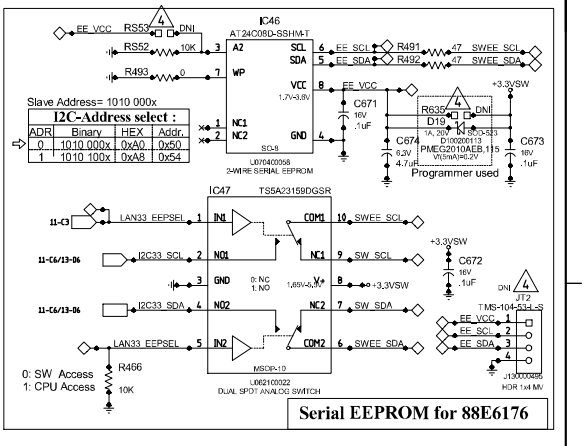 IC46
AT24C08D-SSHM-T
4
EE_VCC RS53 DNI
RS52 10K 3 A2 SCL 6 EE_SCL R491 47 SWEE_SCL
SDA 5 EE_SDA R492 47 SWEE_SDA
R493 0 7 WP
VCC 8 EE_VCC +3.3VSW
1.7V-3.6V
4
Slave Address= 1010 000x
I2C-Address select :
ADR Binary HEX Addr.
0 1010 000x 0xA0 0x50
1 1010 100x 0xA8 0x54
1 NC1
2 NC2 GND 4
SO-8
U070400058
2-WIRE SERIAL EEPROM
C671
16V
.1uF
R635 DNI
D19
1A, 20V SOD-523
D100200113
PMEG2010AEB,115
Vf(5mA)=0.2V
Programmer used
C674
6.3V
4.7uF
C673
16V
.1uF
IC47 TS5A23159DGSR
11-C3 LAN33_EEPSEL 1 IN1 COM1 10 SWEE_SCL
11-C6/13-D6 I2C33_SCL 2 NO1 NC1 9 SW_SCL
3 GND 0: NC
1: NO 1.65V-5.5V V+ 8 +3.3VSW
11-C6/13-D6 I2C33_SDA 4 NO2 NC2 7 SW_SDA
LAN33_EEPSEL 5 IN2 COM2 6 SWEE_SDA
R466
10K
0: SW Access
1: CPU Access
MSOP-10
U062100022
DUAL SPDT ANALOG SWITCH
+3.3VSW
C672
16V
.1uF
DNI 4
JT2
TMS-104-53-L-S
EE_VCC 1
EE_SCL 2
EE_SDA 3
4
J130000495
HDR 1x4 MV
Serial EEPROM for 88E6176